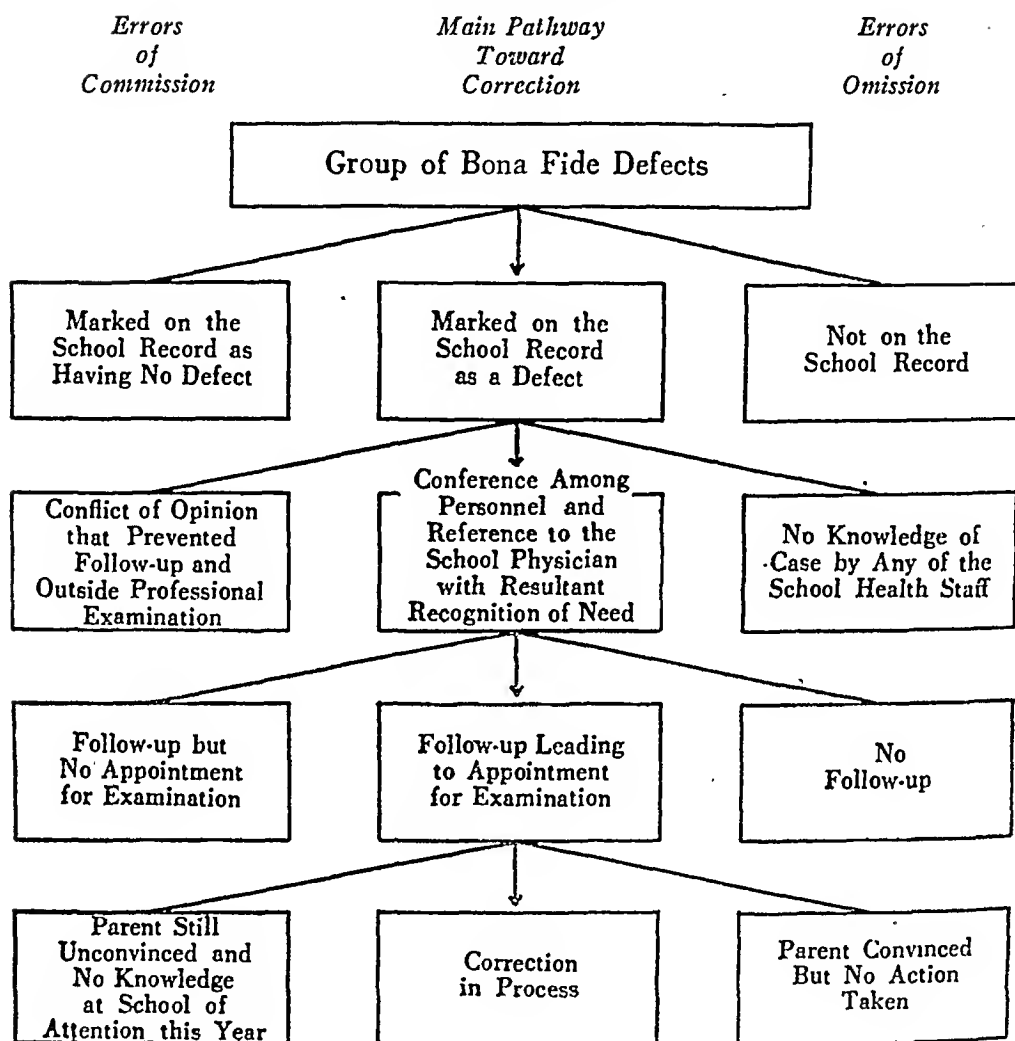 Errors
of
Commission
Main Pathway
Toward
Correction
Errors
of
Omission
Group of Bona Fide Defects
Marked on the
School Record as
Having No Defect
Marked on the
School Record
as a Defect
Not on the
School Record
Conflict of Opinion
that Prevented
Follow-up and
Outside Professional
Examination
Conference Among
Personnel and
Reference to the
School Physician
with Resultant
Recognition of Need
No Knowledge of
Case by Any of the
School Health Staff
Follow-up but
No Appointment
for Examination
Follow-up Leading
to Appointment
for Examination
No
Follow-up
Parent Still
Unconvinced and
No Knowledge
at School of
Attention this Year
Correction
in Process
Parent Convinced
But No Action
Taken